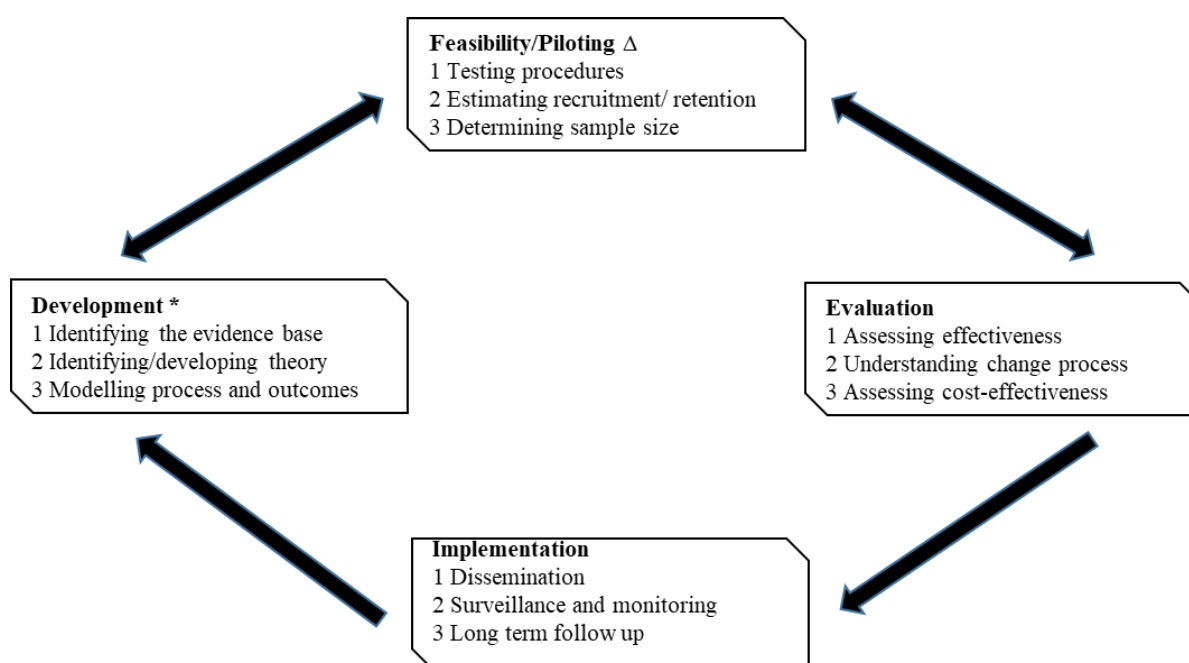 Feasibility/Piloting Δ
1 Testing procedures
2 Estimating recruitment/ retention
3 Determining sample size
Development *
1 Identifying the evidence base
2 Identifying/developing theory
3 Modelling process and outcomes
Evaluation
1 Assessing effectiveness
2 Understanding change process
3 Assessing cost-effectiveness
Implementation
1 Dissemination
2 Surveillance and monitoring
3 Long term follow up